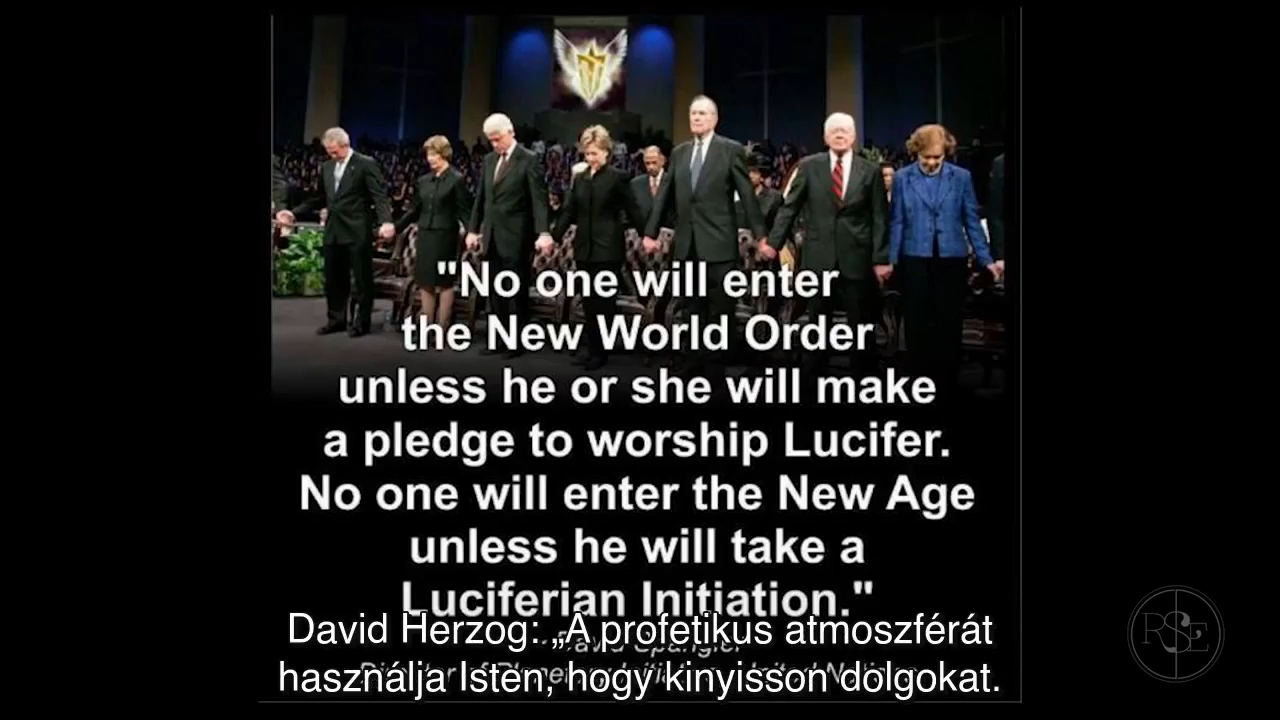 "No one will enter
the New World Order
unless he or she will make
a pledge to worship Lucifer.
No one will enter the New Age
unless he will take a
Luciferian Initiation."
David Herzog: „A profetikus atmoszférát
használja Isten, hogy kinyisson dolgokat.
RSE